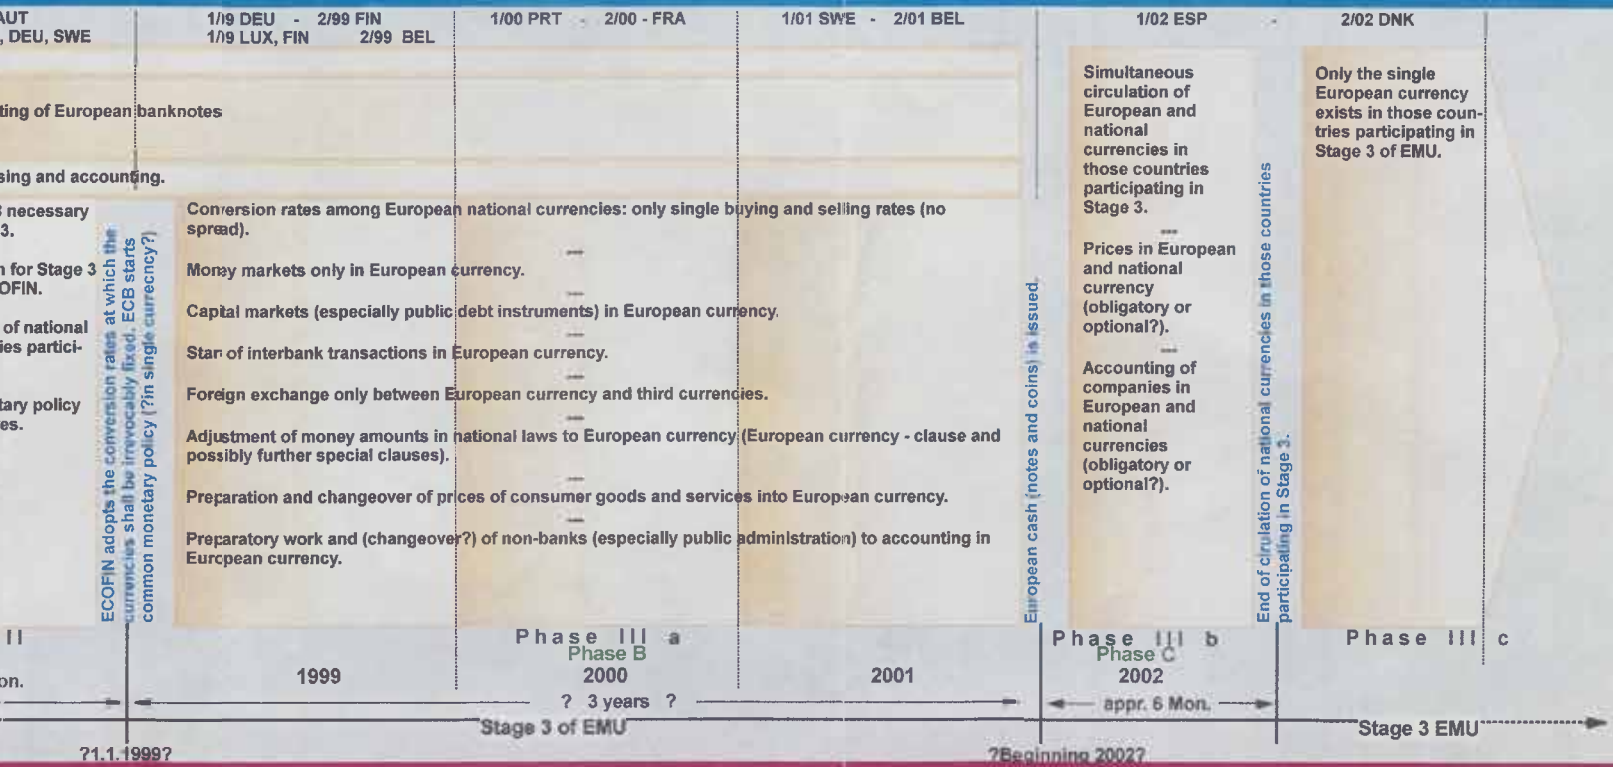 AUT
, DEU, SWE
1/19 DEU - 2/99 FIN
1/19 LUX, FIN 2/99 BEL
1/00 PRT - 2/00 - FRA
1/01 SWE - 2/01 BEL
1/02 ESP - 2/02 DNK
ting of European banknotes
sing and accounting.
necessary
3.
n for Stage 3
OFIN.
of national
ies partici-
tary policy
es.
ECOFIN adopts the conversion rates at which the
currencies shall be irrevocably fixed. ECB starts
common monetary policy (?in single currecncy?)
Conversion rates among European national currencies: only single buying and selling rates (no
spread).
---
Money markets only in European currency.
---
Capital markets (especially public debt instruments) in European currency.
---
Start of interbank transactions in European currency.
---
Foreign exchange only between European currency and third currencies.
---
Adjustment of money amounts in national laws to European currency (European currency - clause and
possibly further special clauses).
---
Preparation and changeover of prices of consumer goods and services into European currency.
---
Preparatory work and (changeover?) of non-banks (especially public administration) to accounting in
European currency.
European cash (notes and coins) is issued.
Simultaneous
circulation of
European and
national
currencies in
those countries
participating in
Stage 3.
---
Prices in European
and national
currency
(obligatory or
optional?).
---
Accounting of
companies in
European and
national
currencies
(obligatory or
optional?).
End of cirulation of national currencies in those countries
participating in Stage 3.
Only the single
European currency
exists in those coun-
tries participating in
Stage 3 of EMU.
II
Phase III a
Phase B
Phase III b
Phase C
Phase III c
on.
1999
2000
2001
2002
? 3 years ?
appr. 6 Mon.
Stage 3 of EMU
Stage 3 EMU
?1.1.1999?
?Beginning 2002?